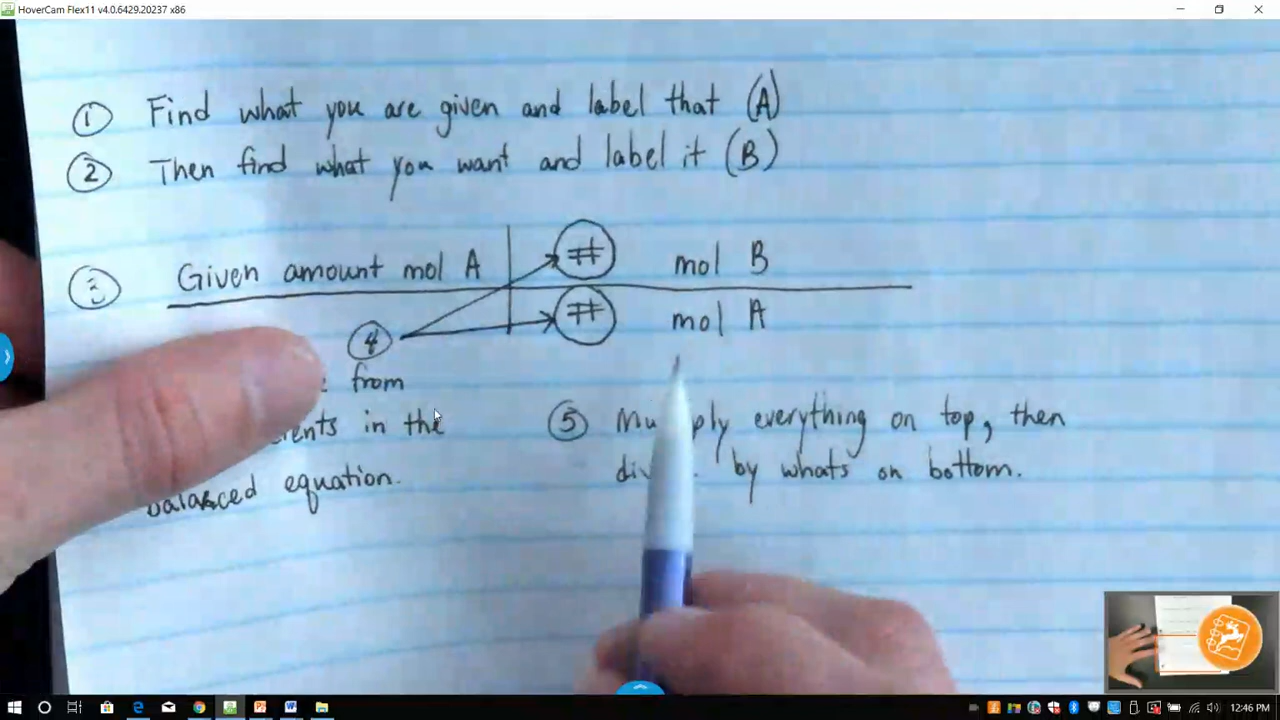 HoverCam Flex11 v4.0.6429.20237 x86
① Find what you are given and label that (A)
② Then find what you want and label it (B)
③ Given amount mol A # mol B
# mol A
④
from
in the
balanced equation.
⑤ everything on top, then
by whats on bottom.
12:46 PM